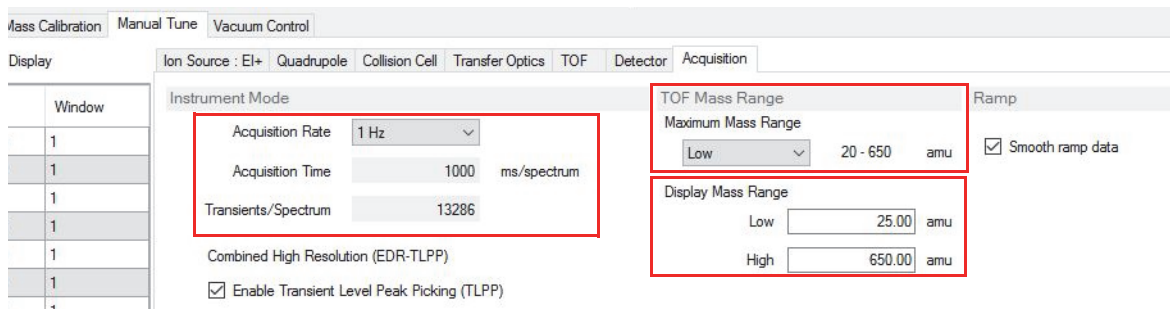 Mass Calibration Manual Tune Vacuum Control
Display
Ion Source : EI+ Quadrupole Collision Cell Transfer Optics TOF Detector Acquisition
Window
1
1
1
1
1
1
1
Instrument Mode
Acquisition Rate 1 Hz
Acquisition Time 1000 ms/spectrum
Transients/Spectrum 13286
Combined High Resolution (EDR-TLPP)
Enable Transient Level Peak Picking (TLPP)
TOF Mass Range
Maximum Mass Range
Low 20 - 650 amu
Display Mass Range
Low 25.00 amu
High 650.00 amu
Ramp
Smooth ramp data